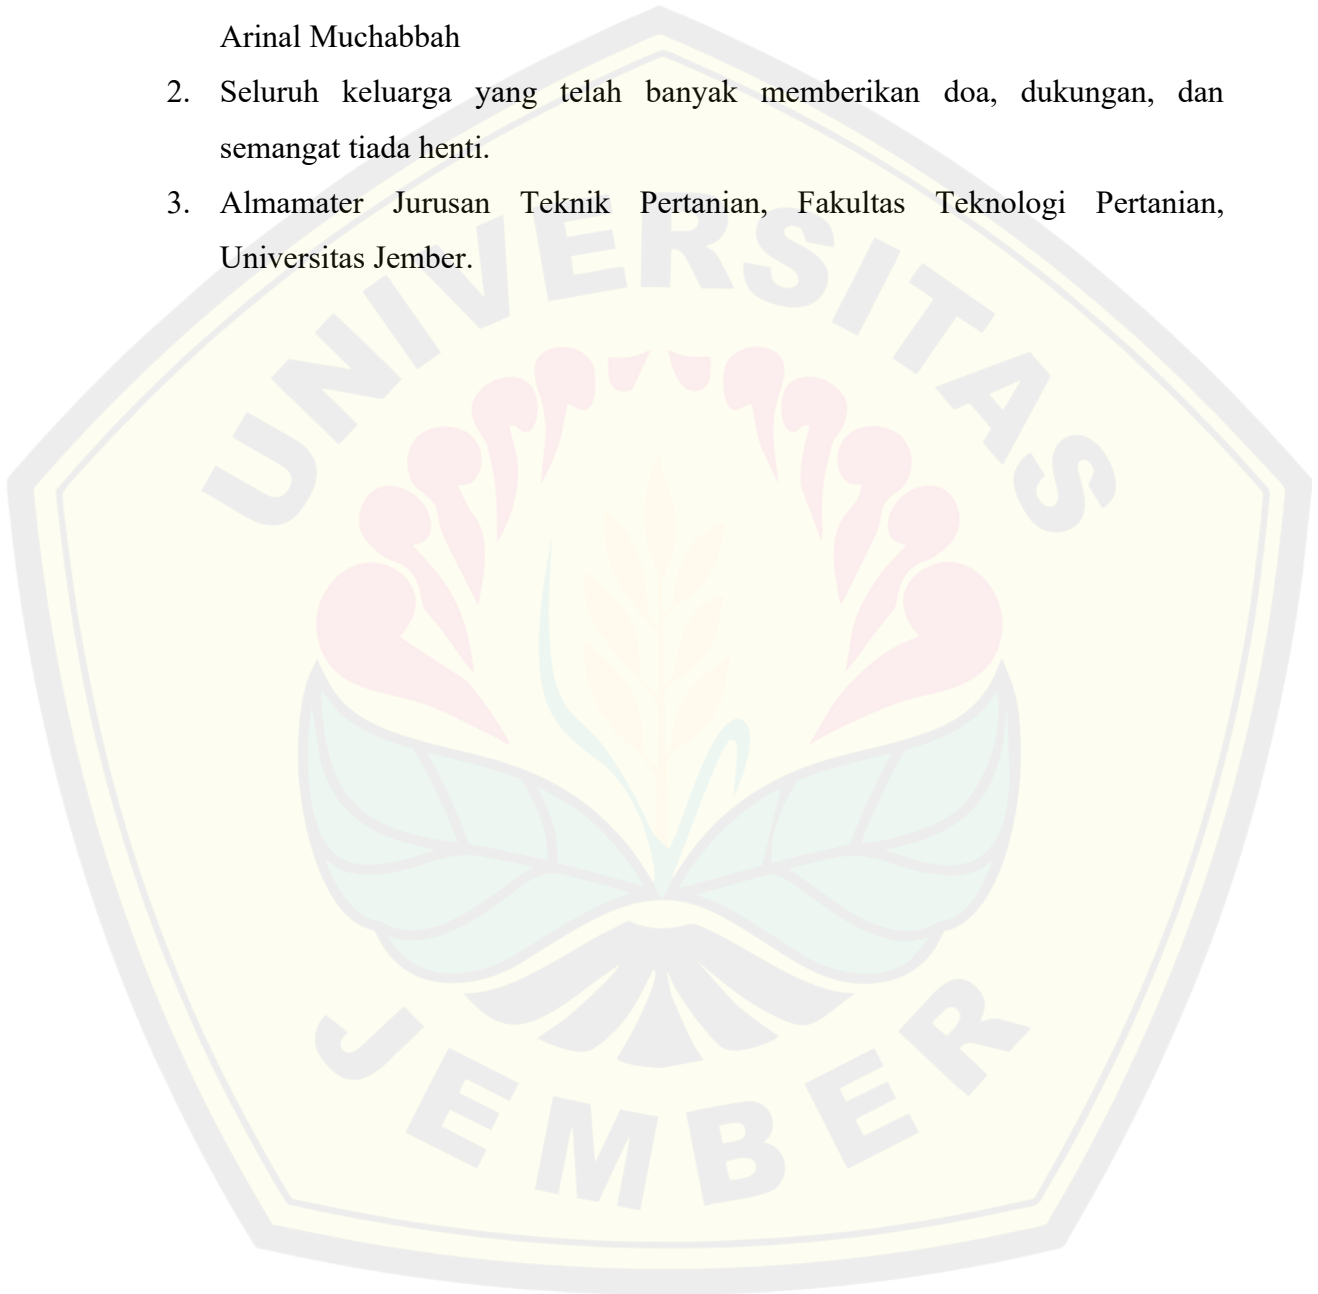 Arinal Muchabbah
2. Seluruh keluarga yang telah banyak memberikan doa, dukungan, dan
semangat tiada henti.
3. Almamater Jurusan Teknik Pertanian, Fakultas Teknologi Pertanian,
Universitas Jember.
UNIVERSITAS
JEMBER